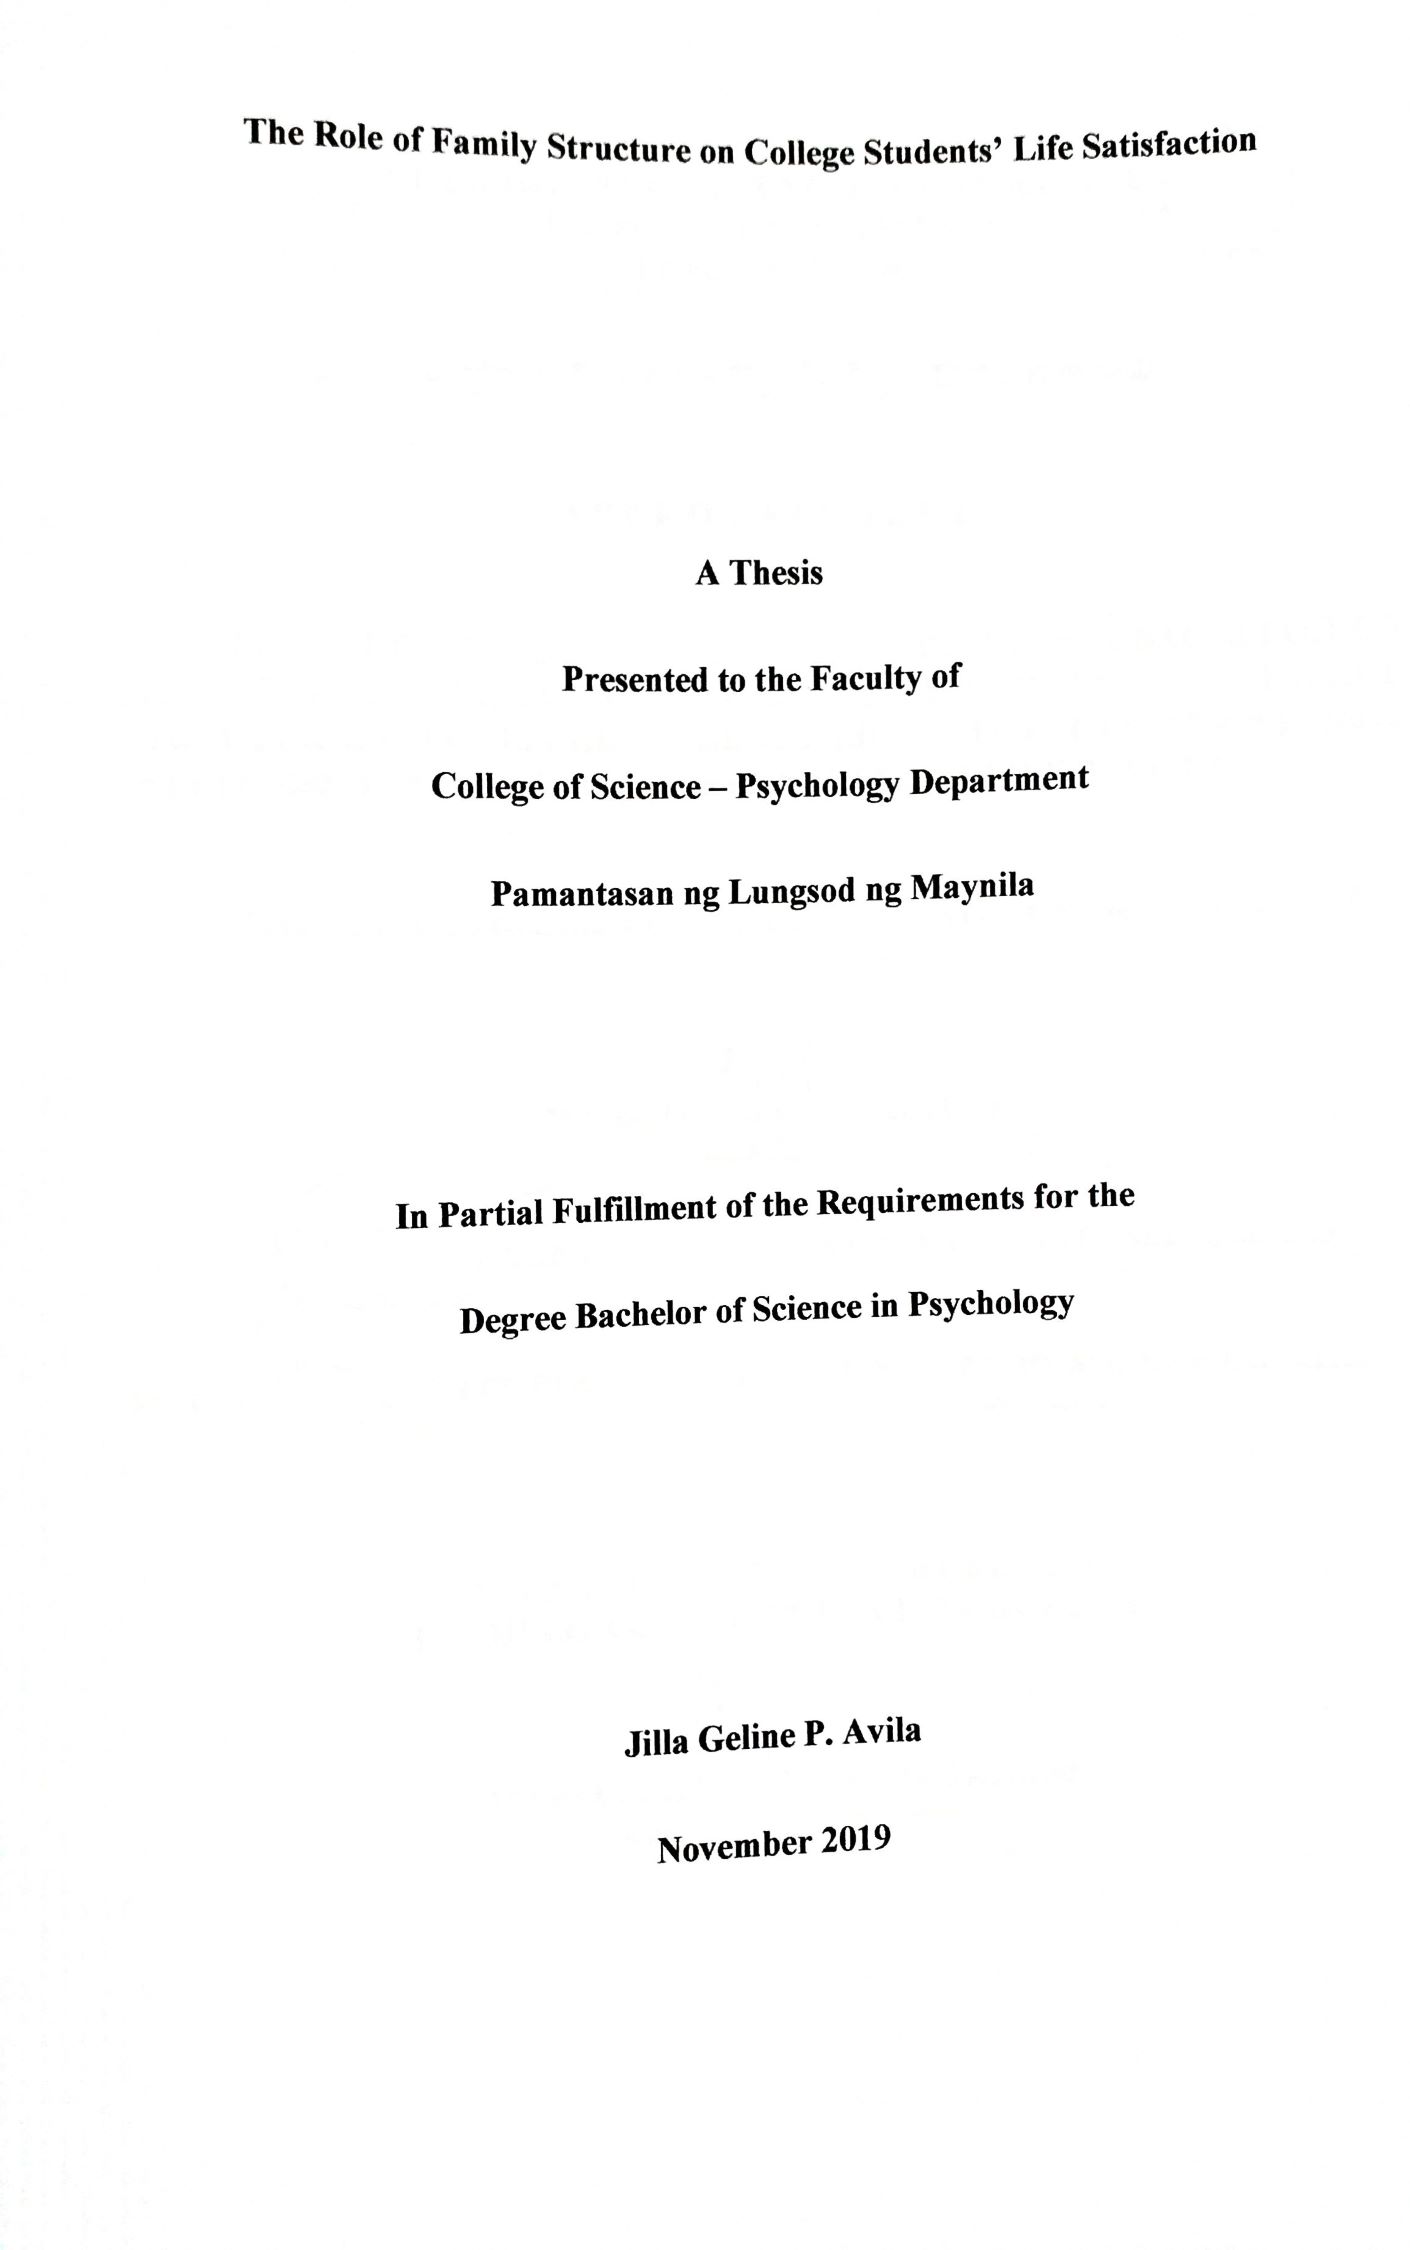 The Role of Family Structure on College Students’ Life Satisfaction
A Thesis
Presented to the Faculty of
College of Science – Psychology Department
Pamantasan ng Lungsod ng Maynila
In Partial Fulfillment of the Requirements for the
Degree Bachelor of Science in Psychology
Jilla Geline P. Avila
November 2019